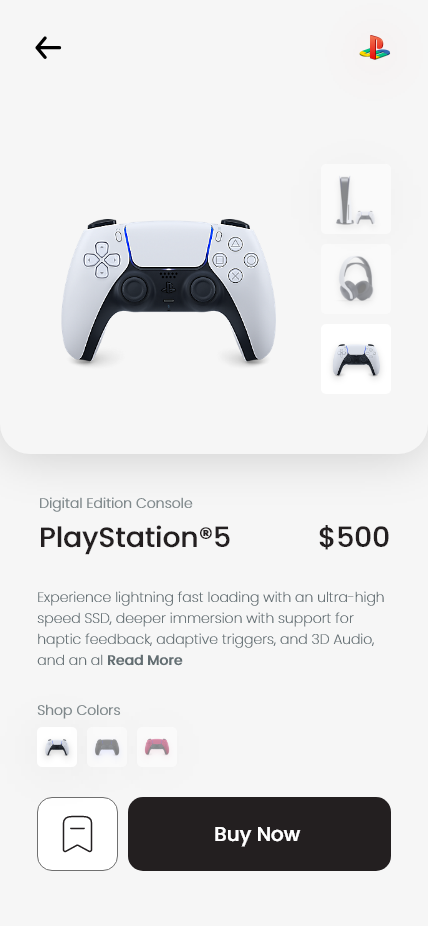 Digital Edition Console
PlayStation®5 $500
Experience lightning fast loading with an ultra-high
speed SSD, deeper immersion with support for
haptic feedback, adaptive triggers, and 3D Audio,
and an al Read More
Shop Colors
Buy Now